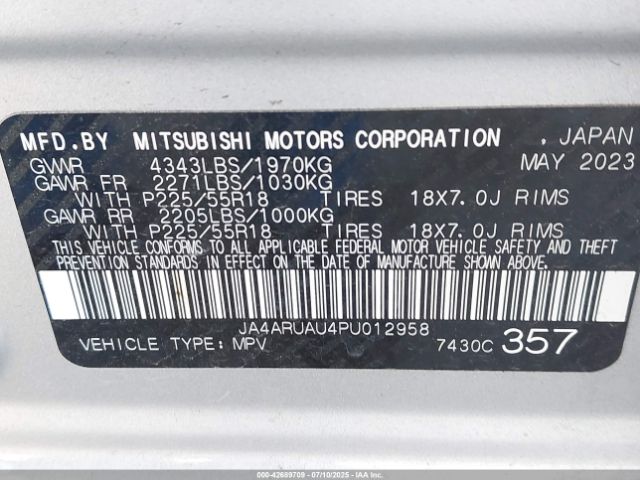 MFD.BY MITSUBISHI MOTORS CORPORATION , JAPAN
GVWR 4343LBS/1970KG MAY 2023
GAWR FR 2271LBS/1030KG
WITH P225/55R18 TIRES 18X7.0J RIMS
GAWR RR 2205LBS/1000KG
WITH P225/55R18 TIRES 18X7.0J RIMS
THIS VEHICLE CONFORMS TO ALL APPLICABLE FEDERAL MOTOR VEHICLE SAFETY AND THEFT
PREVENTION STANDARDS IN EFFECT ON THE DATE OF MANUFACTURE SHOWN ABOVE.
JA4ARUAU4PU012958
VEHICLE TYPE: MPV 7430C 357
000-42689709 - 07/10/2025 - IAAI.COM